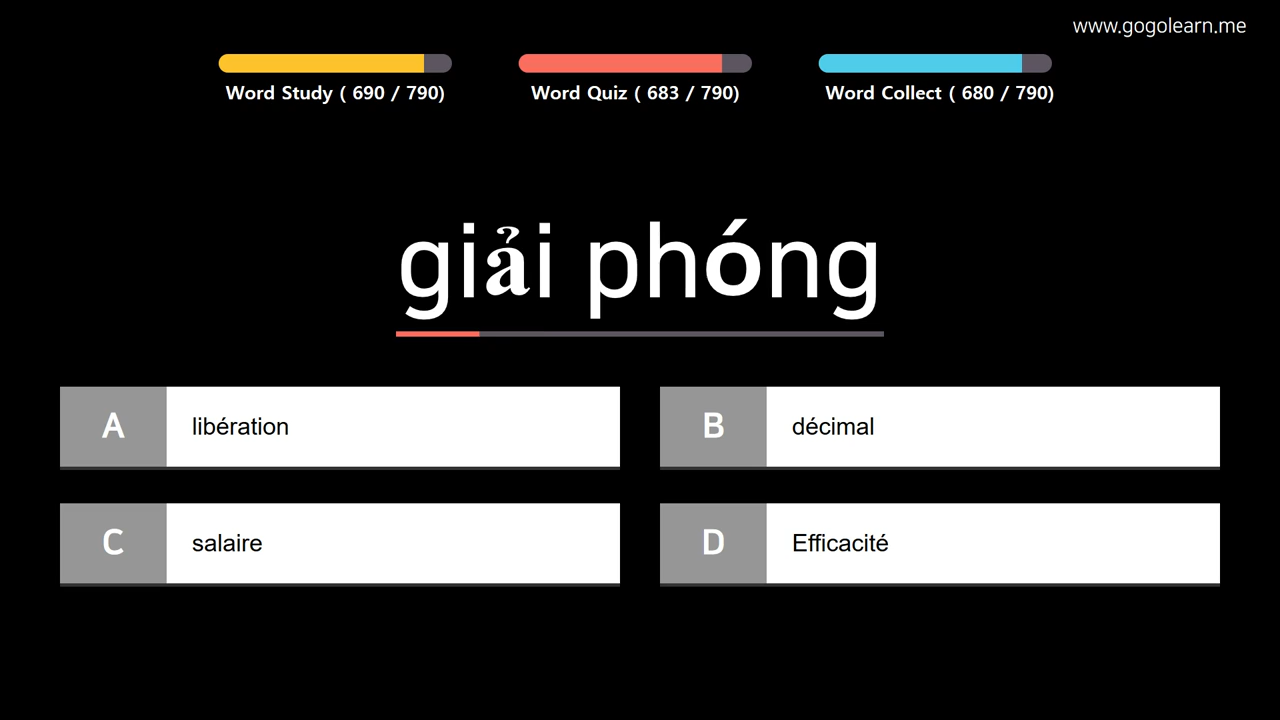 www.gogolearn.me
Word Study ( 690 / 790)
Word Quiz ( 683 / 790)
Word Collect ( 680 / 790)
giải phóng
A libération
B décimal
C salaire
D Efficacité